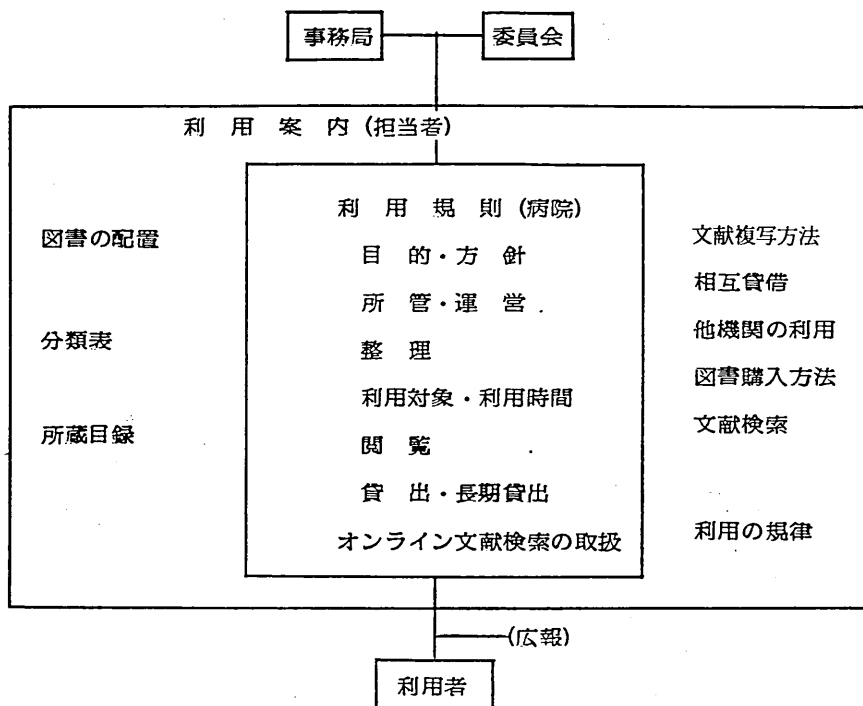 事務局 委員会
利用案内(担当者)
図書の配置
分類表
所蔵目録
利用規則(病院)
目的・方針
所管・運営
整理
利用対象・利用時間
閲覧
貸出・長期貸出
オンライン文献検索の取扱
文献複写方法
相互貸借
他機関の利用
図書購入方法
文献検索
利用の規律
(広報)
利用者